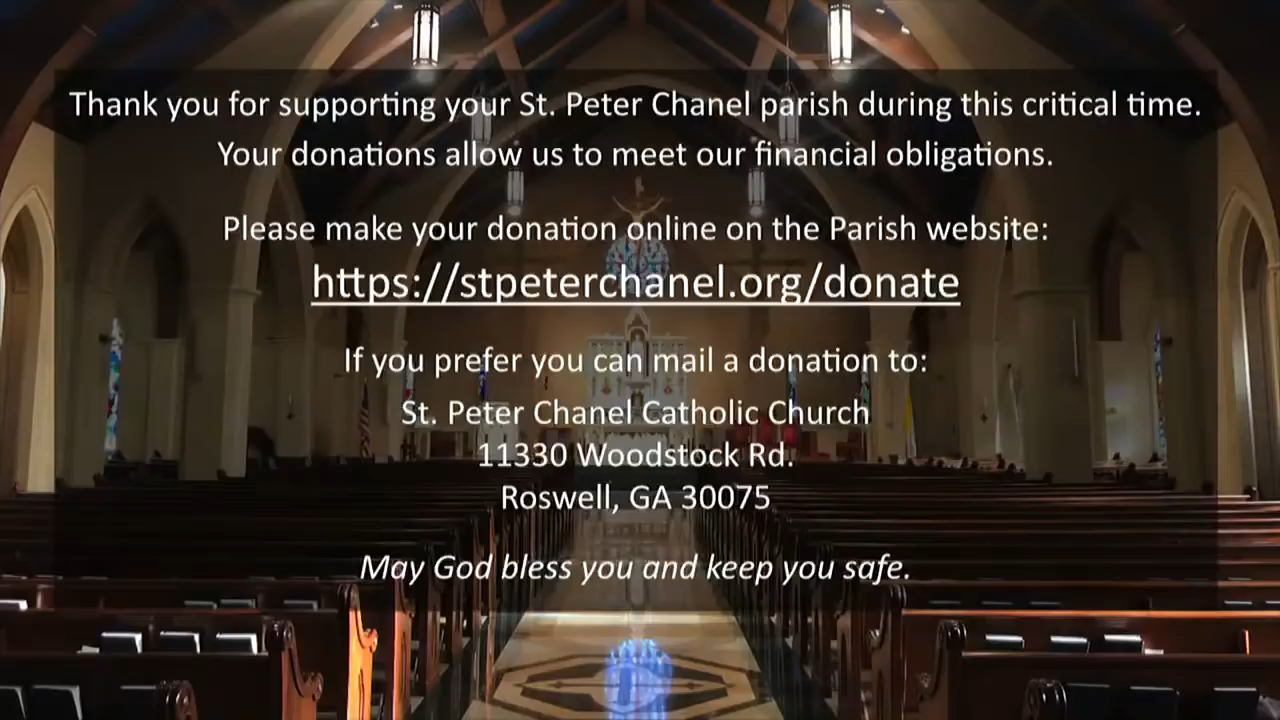 Thank you for supporting your St. Peter Chanel parish during this critical time.
Your donations allow us to meet our financial obligations.
Please make your donation online on the Parish website:
https://stpeterchanel.org/donate
If you prefer you can mail a donation to:
St. Peter Chanel Catholic Church
11330 Woodstock Rd.
Roswell, GA 30075
May God bless you and keep you safe.